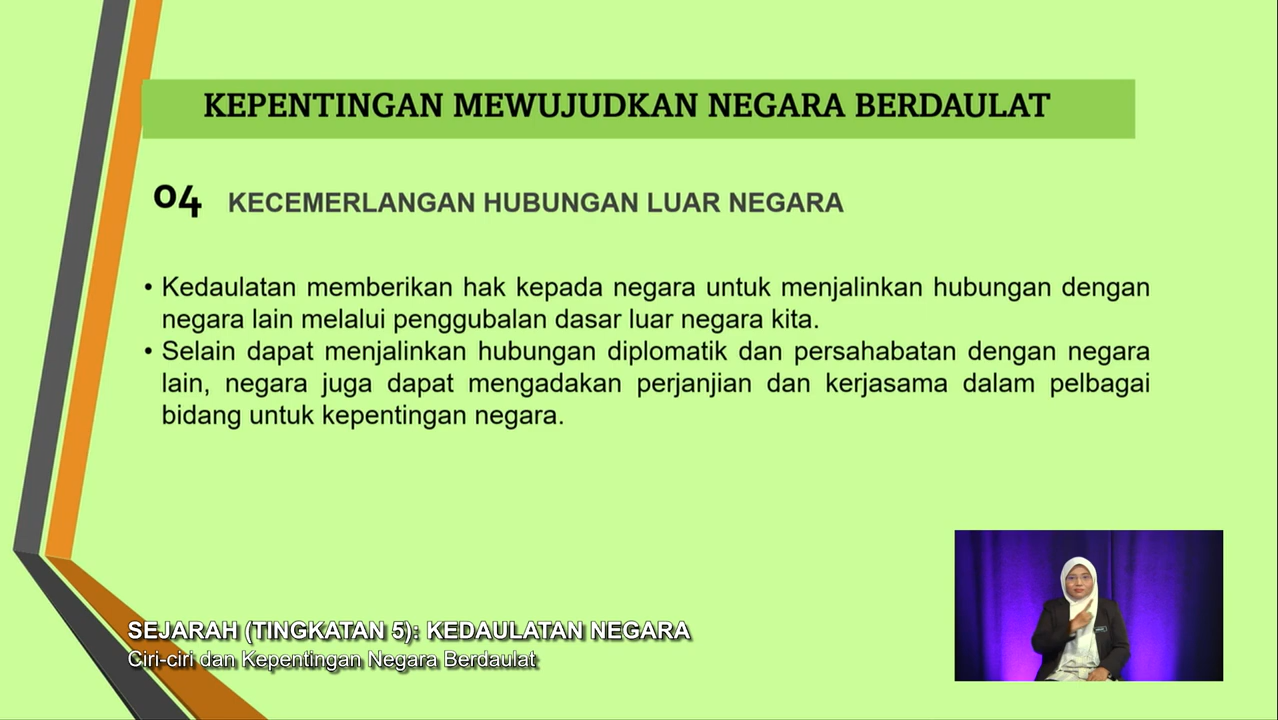 KEPENTINGAN MEWUJUDKAN NEGARA BERDAULAT
04 KECEMERLANGAN HUBUNGAN LUAR NEGARA
• Kedaulatan memberikan hak kepada negara untuk menjalinkan hubungan dengan
negara lain melalui penggubalan dasar luar negara kita.
• Selain dapat menjalinkan hubungan diplomatik dan persahabatan dengan negara
lain, negara juga dapat mengadakan perjanjian dan kerjasama dalam pelbagai
bidang untuk kepentingan negara.
SEJARAH (TINGKATAN 5): KEDAULATAN NEGARA
Ciri-ciri dan Kepentingan Negara Berdaulat